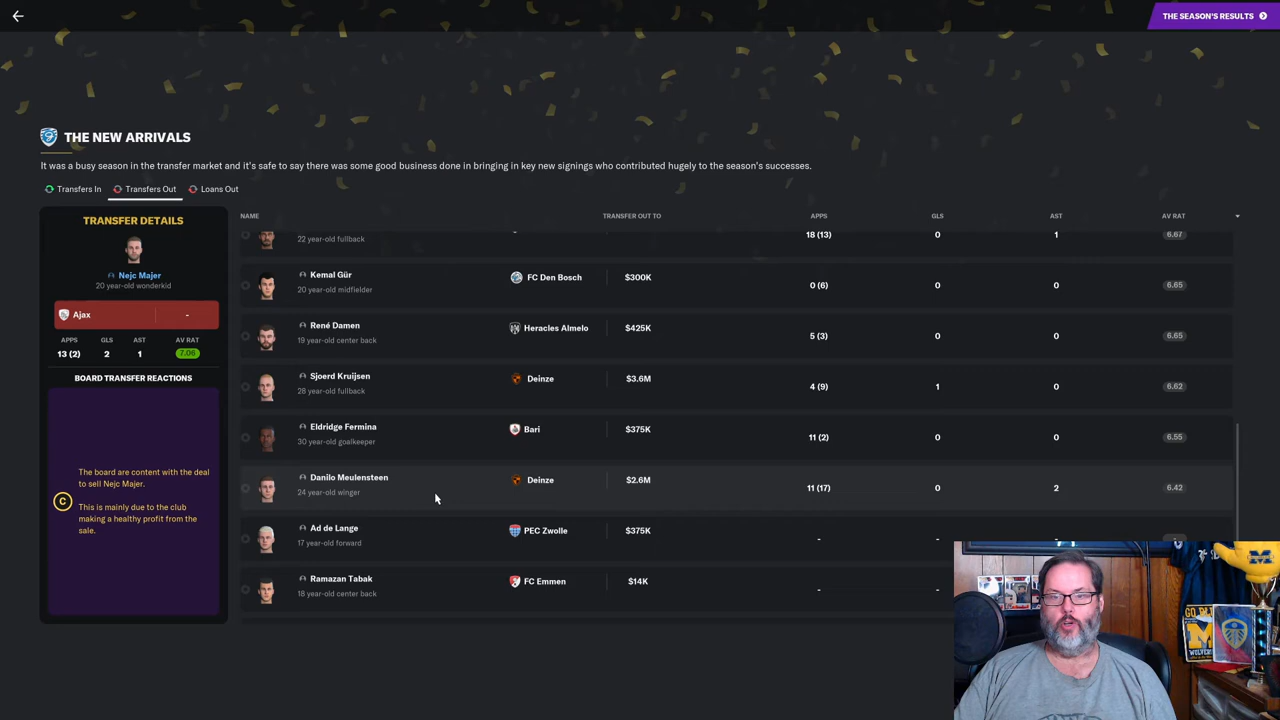 THE SEASON'S RESULTS
THE NEW ARRIVALS
It was a busy season in the transfer market and it's safe to say there was some good business done in bringing in key new signings who contributed hugely to the season's successes.
Transfers In Transfers Out Loans Out
TRANSFER DETAILS
Nejc Majer
20 year-old wonderkid
Ajax -
APPS GLS AST AV RAT
13 (2) 2 1 7.06
BOARD TRANSFER REACTIONS
The board are content with the deal
to sell Nejc Majer.
This is mainly due to the club
making a healthy profit from the
sale.
NAME TRANSFER OUT TO APPS GLS AST AV RAT
18 (13) 0 1 6.67
22 year-old fullback
Kemal Gür FC Den Bosch $300K
20 year-old midfielder 0 (6) 0 0 6.65
René Damen Heracles Almelo $425K
19 year-old center back 5 (3) 0 0 6.65
Sjoerd Kruijsen Deinze $3.6M
28 year-old fullback 4 (9) 1 0 6.62
Eldridge Fermina Bari $375K
30 year-old goalkeeper 11 (2) 0 0 6.55
Danilo Meulensteen Deinze $2.6M
24 year-old winger 11 (17) 0 2 6.42
Ad de Lange PEC Zwolle $375K
17 year-old forward - - -
Ramazan Tabak FC Emmen $14K
18 year-old center back - -
M
GO BLUE